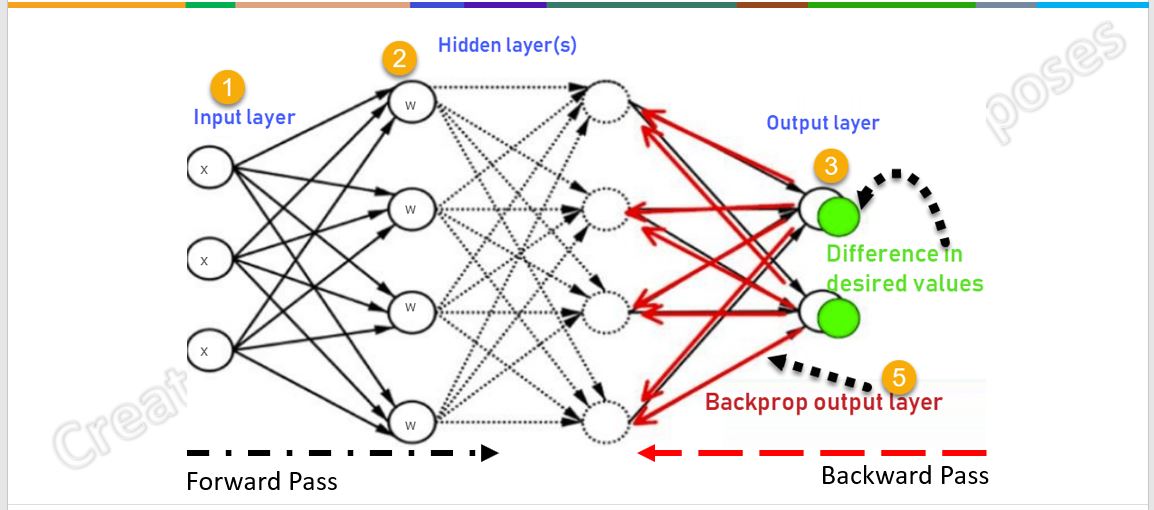 2
Hidden layer(s)
1
Input layer
poses
Output layer
3
x
w
x
w
x
w
w
Difference in
desired values
5
Backprop output layer
Creat
Forward Pass
Backward Pass